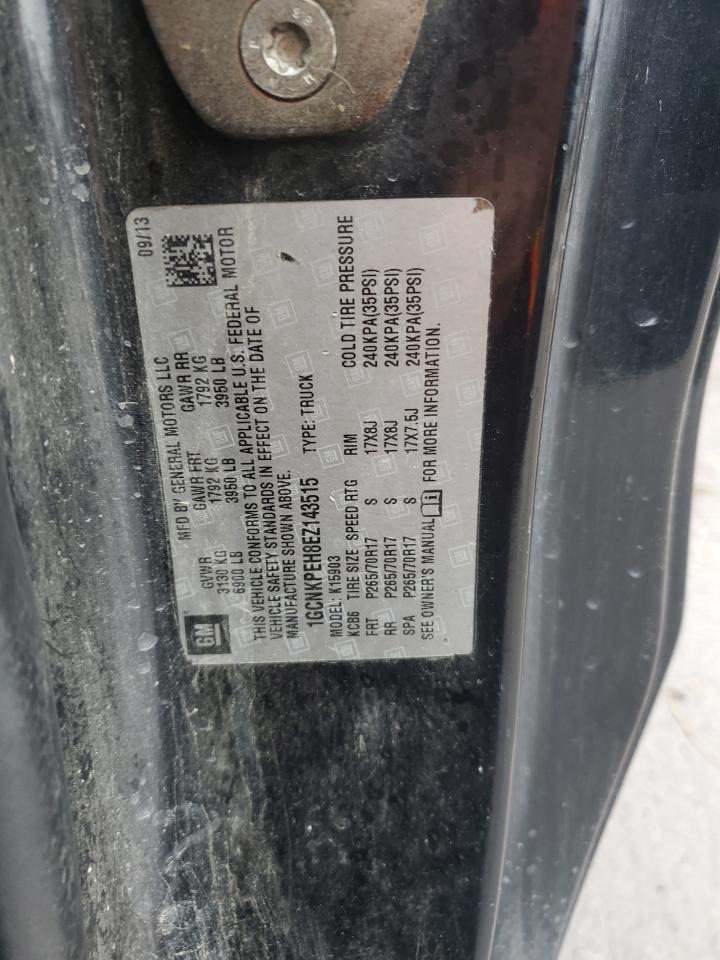 MFD BY GENERAL MOTORS LLC 09/13
GM
GVWR GAWR FRT GAWR RR
3130 KG 1792 KG 1792 KG
6900 LB 3950 LB 3950 LB
THIS VEHICLE CONFORMS TO ALL APPLICABLE U.S. FEDERAL MOTOR
VEHICLE SAFETY STANDARDS IN EFFECT ON THE DATE OF
MANUFACTURE SHOWN ABOVE.
1GCNKPEH8EZ143515 TYPE: TRUCK
MODEL: K15903
KCB6 TIRE SIZE SPEED RTG RIM COLD TIRE PRESSURE
FRT P265/70R17 S 17X8J 240KPA(35PSI)
RR P265/70R17 S 17X8J 240KPA(35PSI)
SPA P265/70R17 S 17X7.5J 240KPA(35PSI)
SEE OWNER'S MANUAL FOR MORE INFORMATION.